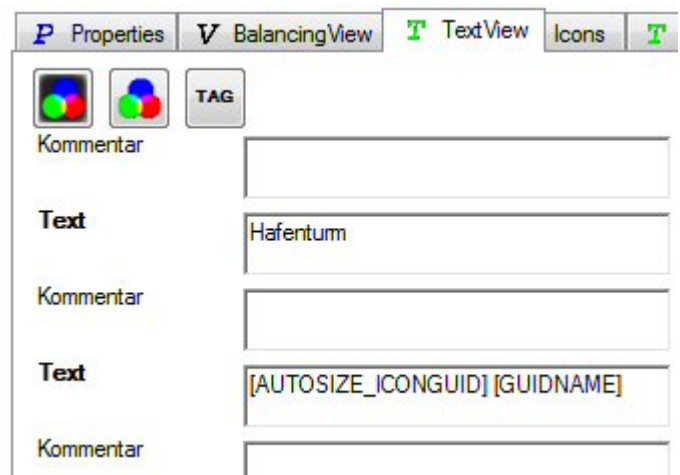 P Properties V BalancingView T TextView Icons T
TAG
Kommentar
Text Hafenturm
Kommentar
Text [AUTOSIZE_ICONGUID] [GUIDNAME]
Kommentar